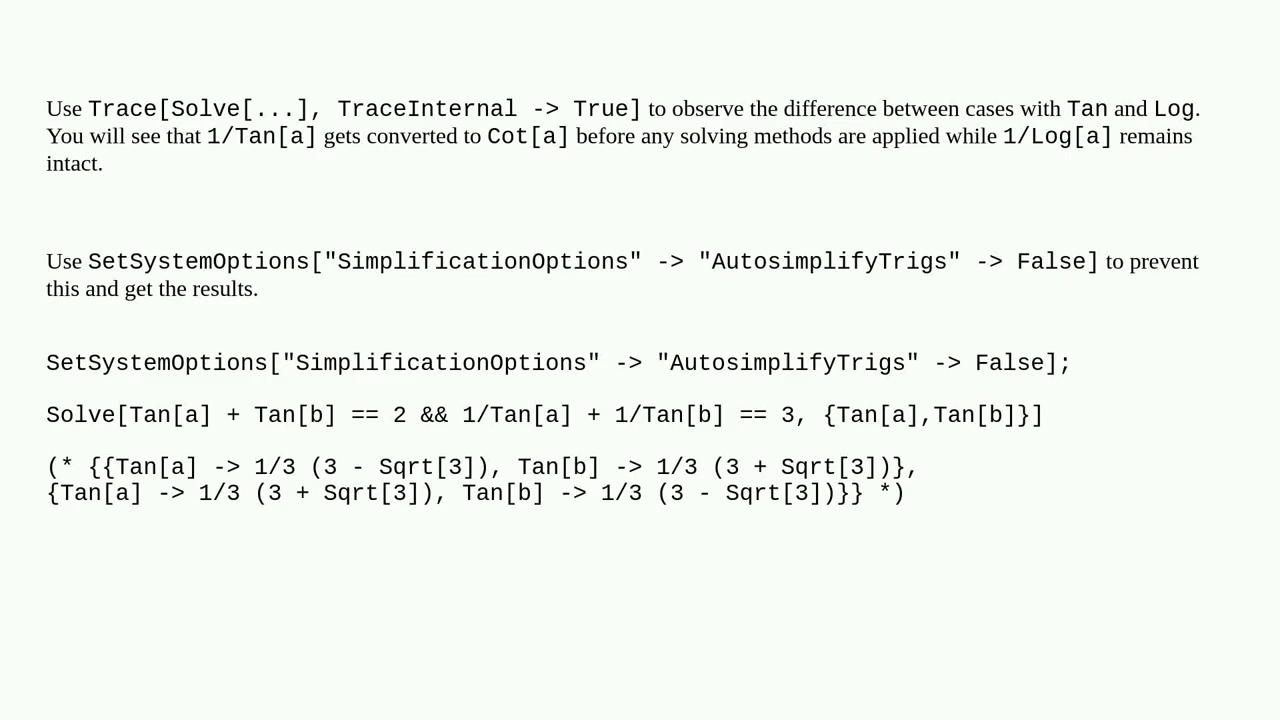 Use Trace[Solve[...], TraceInternal -> True] to observe the difference between cases with Tan and Log.
You will see that 1/Tan[a] gets converted to Cot[a] before any solving methods are applied while 1/Log[a] remains
intact.
Use SetSystemOptions["SimplificationOptions" -> "AutosimplifyTrigs" -> False] to prevent
this and get the results.
SetSystemOptions["SimplificationOptions" -> "AutosimplifyTrigs" -> False];
Solve[Tan[a] + Tan[b] == 2 && 1/Tan[a] + 1/Tan[b] == 3, {Tan[a],Tan[b]}]
(* {{Tan[a] -> 1/3 (3 - Sqrt[3]), Tan[b] -> 1/3 (3 + Sqrt[3])},
{Tan[a] -> 1/3 (3 + Sqrt[3]), Tan[b] -> 1/3 (3 - Sqrt[3])}} *)